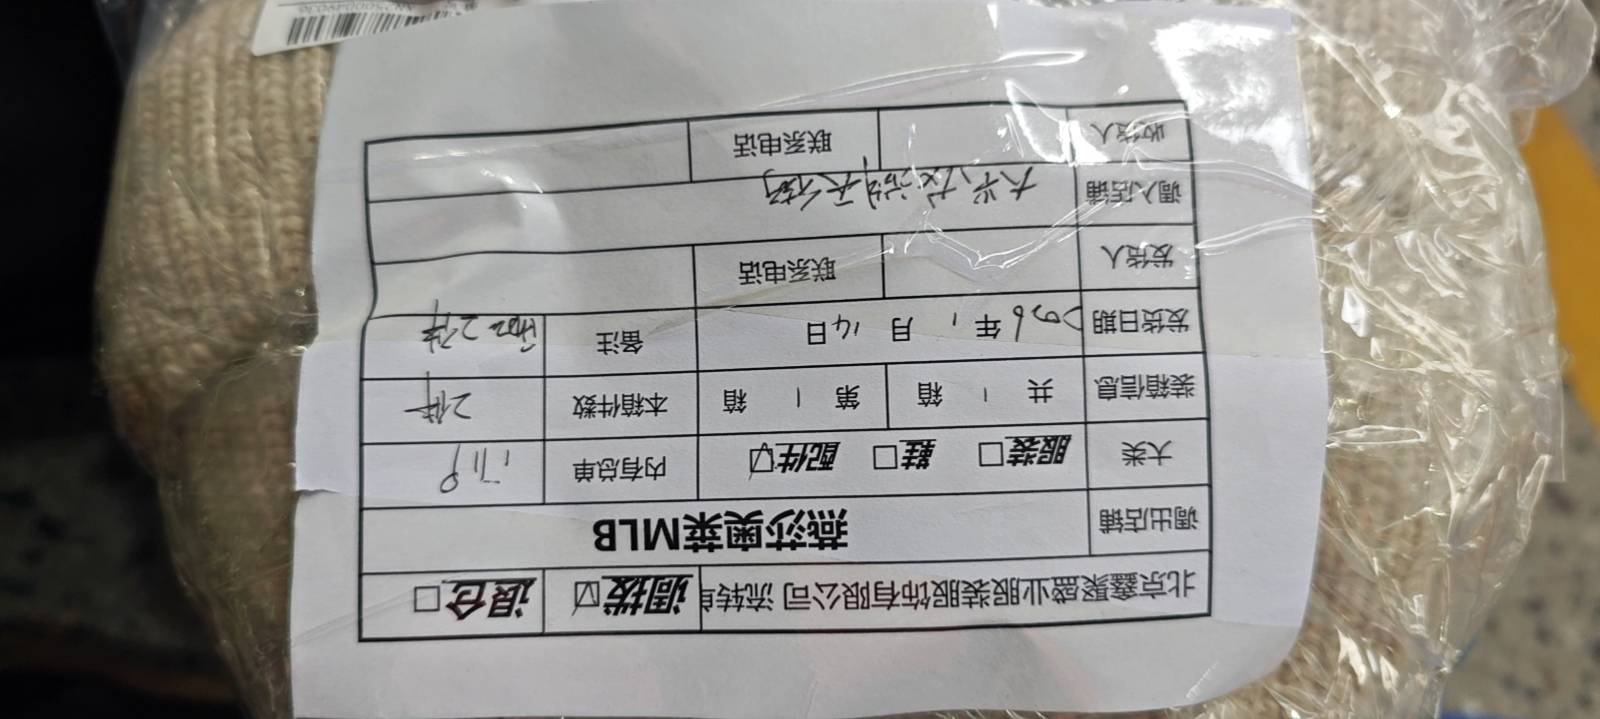 北京鑫聚盛业服装服饰有限公司 流转单 调拨☑ 退仓□
调出店铺 燕莎奥莱MLB
大类 服装□ 鞋□ 配件☑ 内有总单
装箱信息 共 1 箱 第 1 箱 本箱件数 2件
发货日期 2026年 1 月 14日 备注 2件
发货人 联系电话
调入店铺
收货人 联系电话